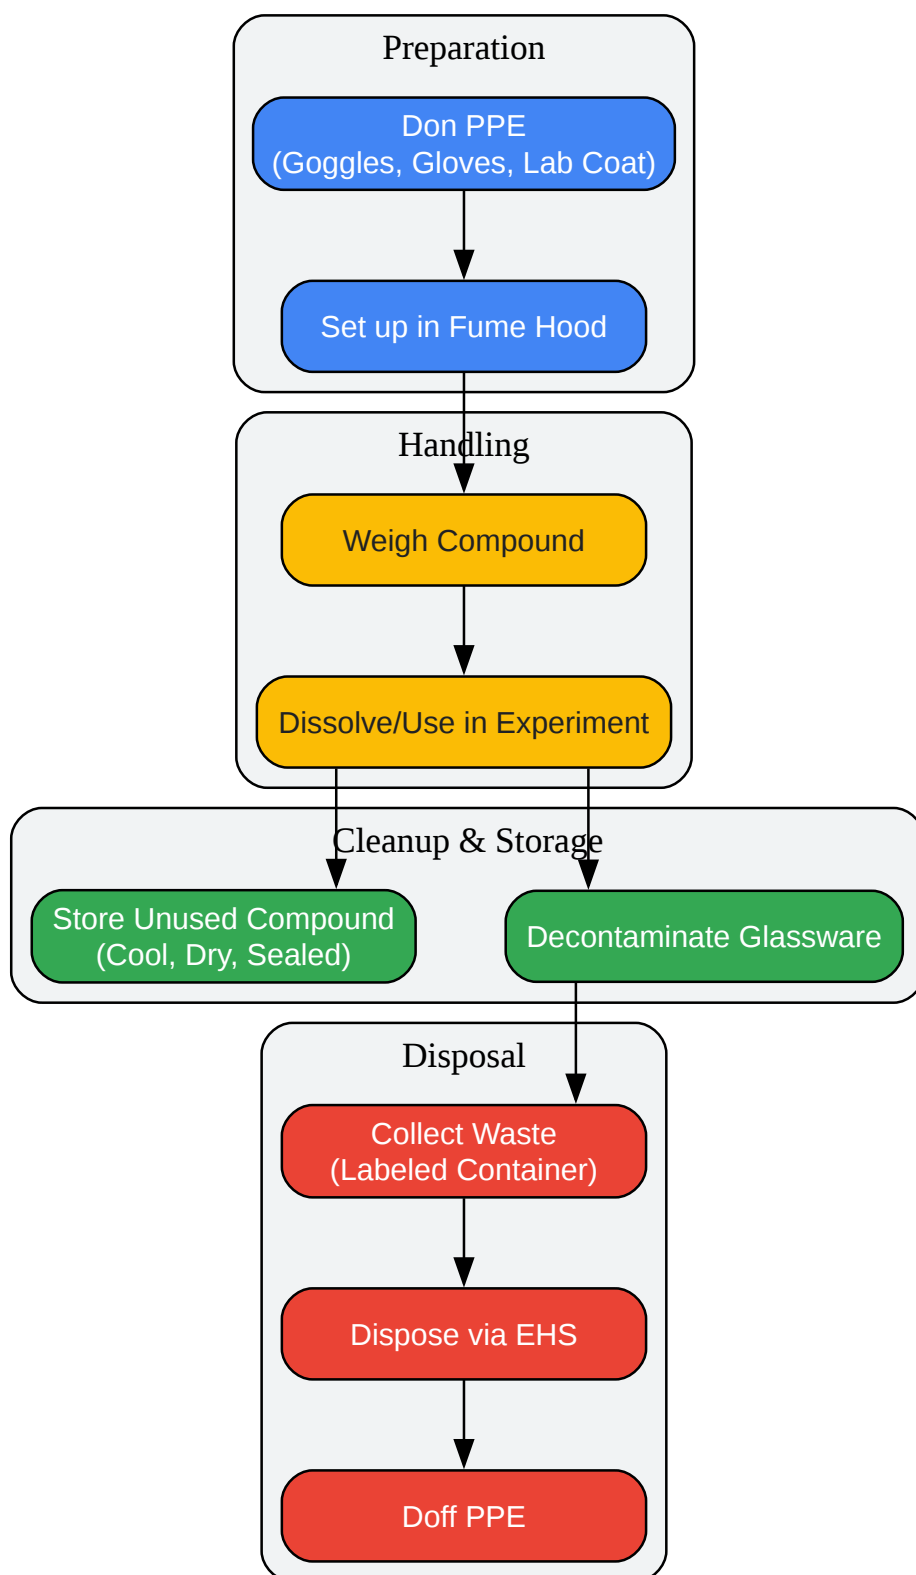 Preparation
Don PPE
(Goggles, Gloves, Lab Coat)
Set up in Fume Hood
Handling
Weigh Compound
Dissolve/Use in Experiment
Cleanup & Storage
Store Unused Compound
(Cool, Dry, Sealed)
Decontaminate Glassware
Disposal
Collect Waste
(Labeled Container)
Dispose via EHS
Doff PPE